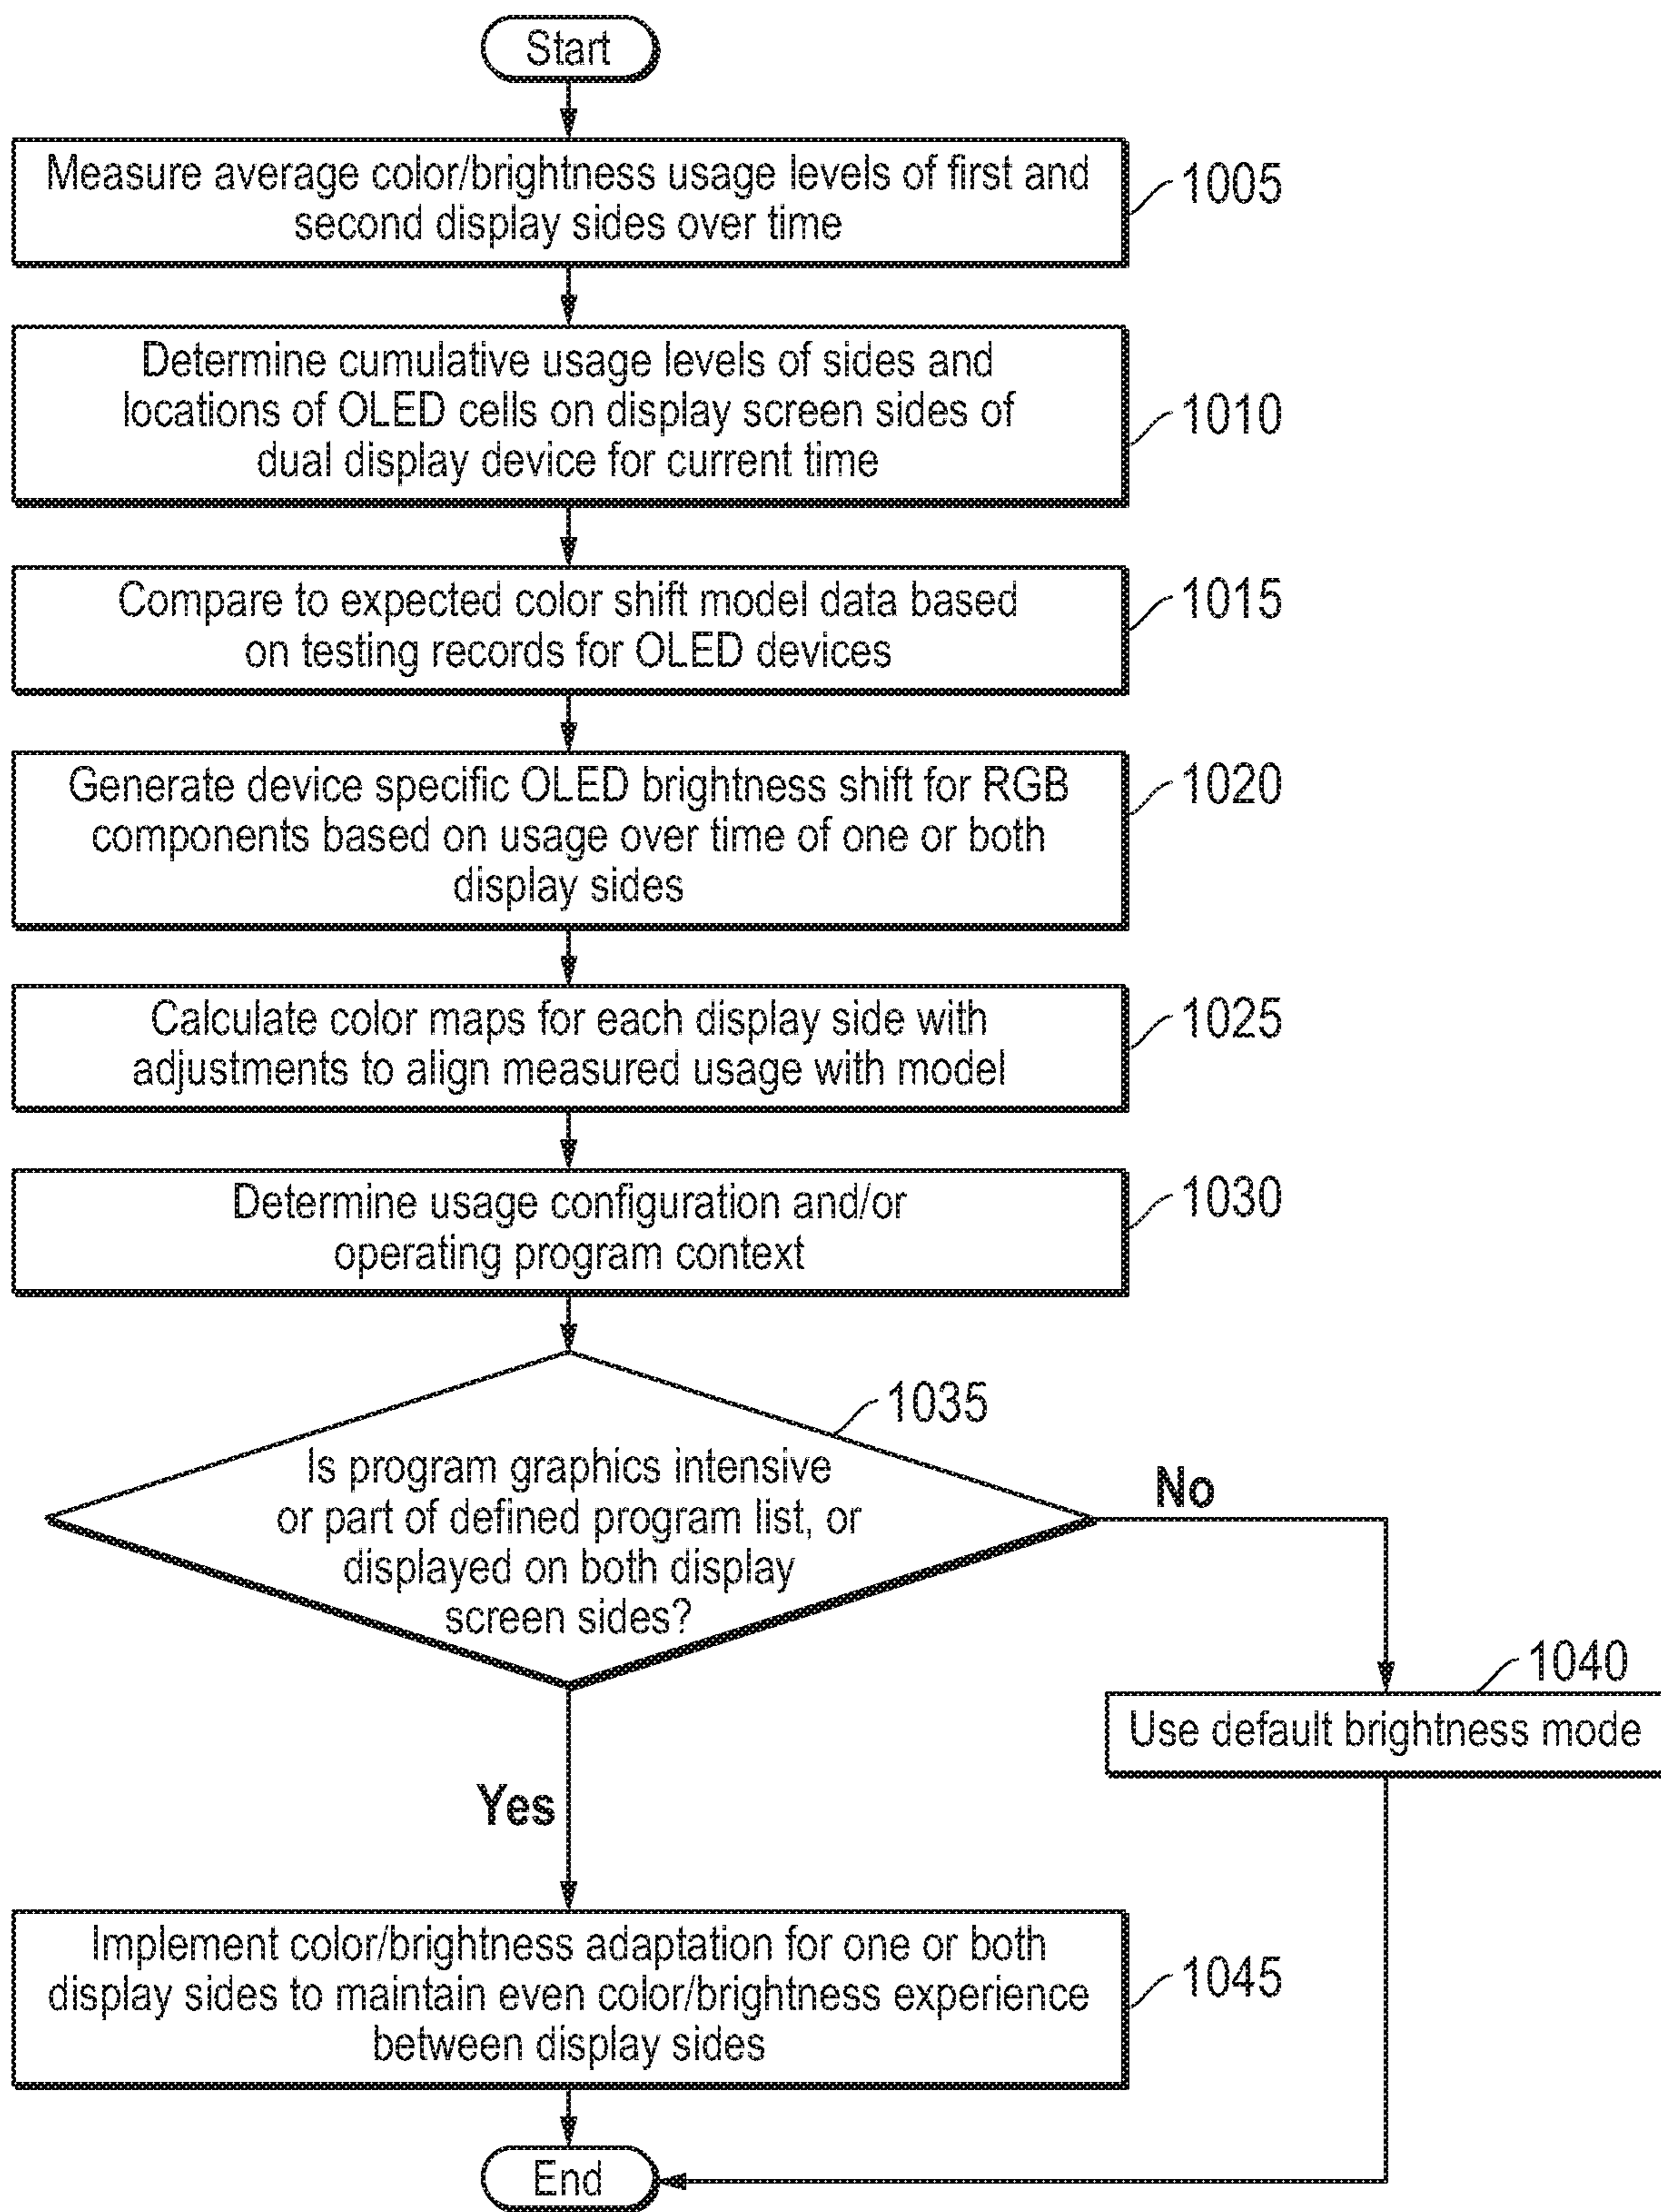 Start
Measure average color/brightness usage levels of first and
second display sides over time
1005
Determine cumulative usage levels of sides and
locations of OLED cells on display screen sides of
dual display device for current time
1010
Compare to expected color shift model data based
on testing records for OLED devices
1015
Generate device specific OLED brightness shift for RGB
components based on usage over time of one or both
display sides
1020
Calculate color maps for each display side with
adjustments to align measured usage with model
1025
Determine usage configuration and/or
operating program context
1030
1035
Is program graphics intensive
or part of defined program list, or
displayed on both display
screen sides?
No
1040
Use default brightness mode
Yes
Implement color/brightness adaptation for one or both
display sides to maintain even color/brightness experience
between display sides
1045
End